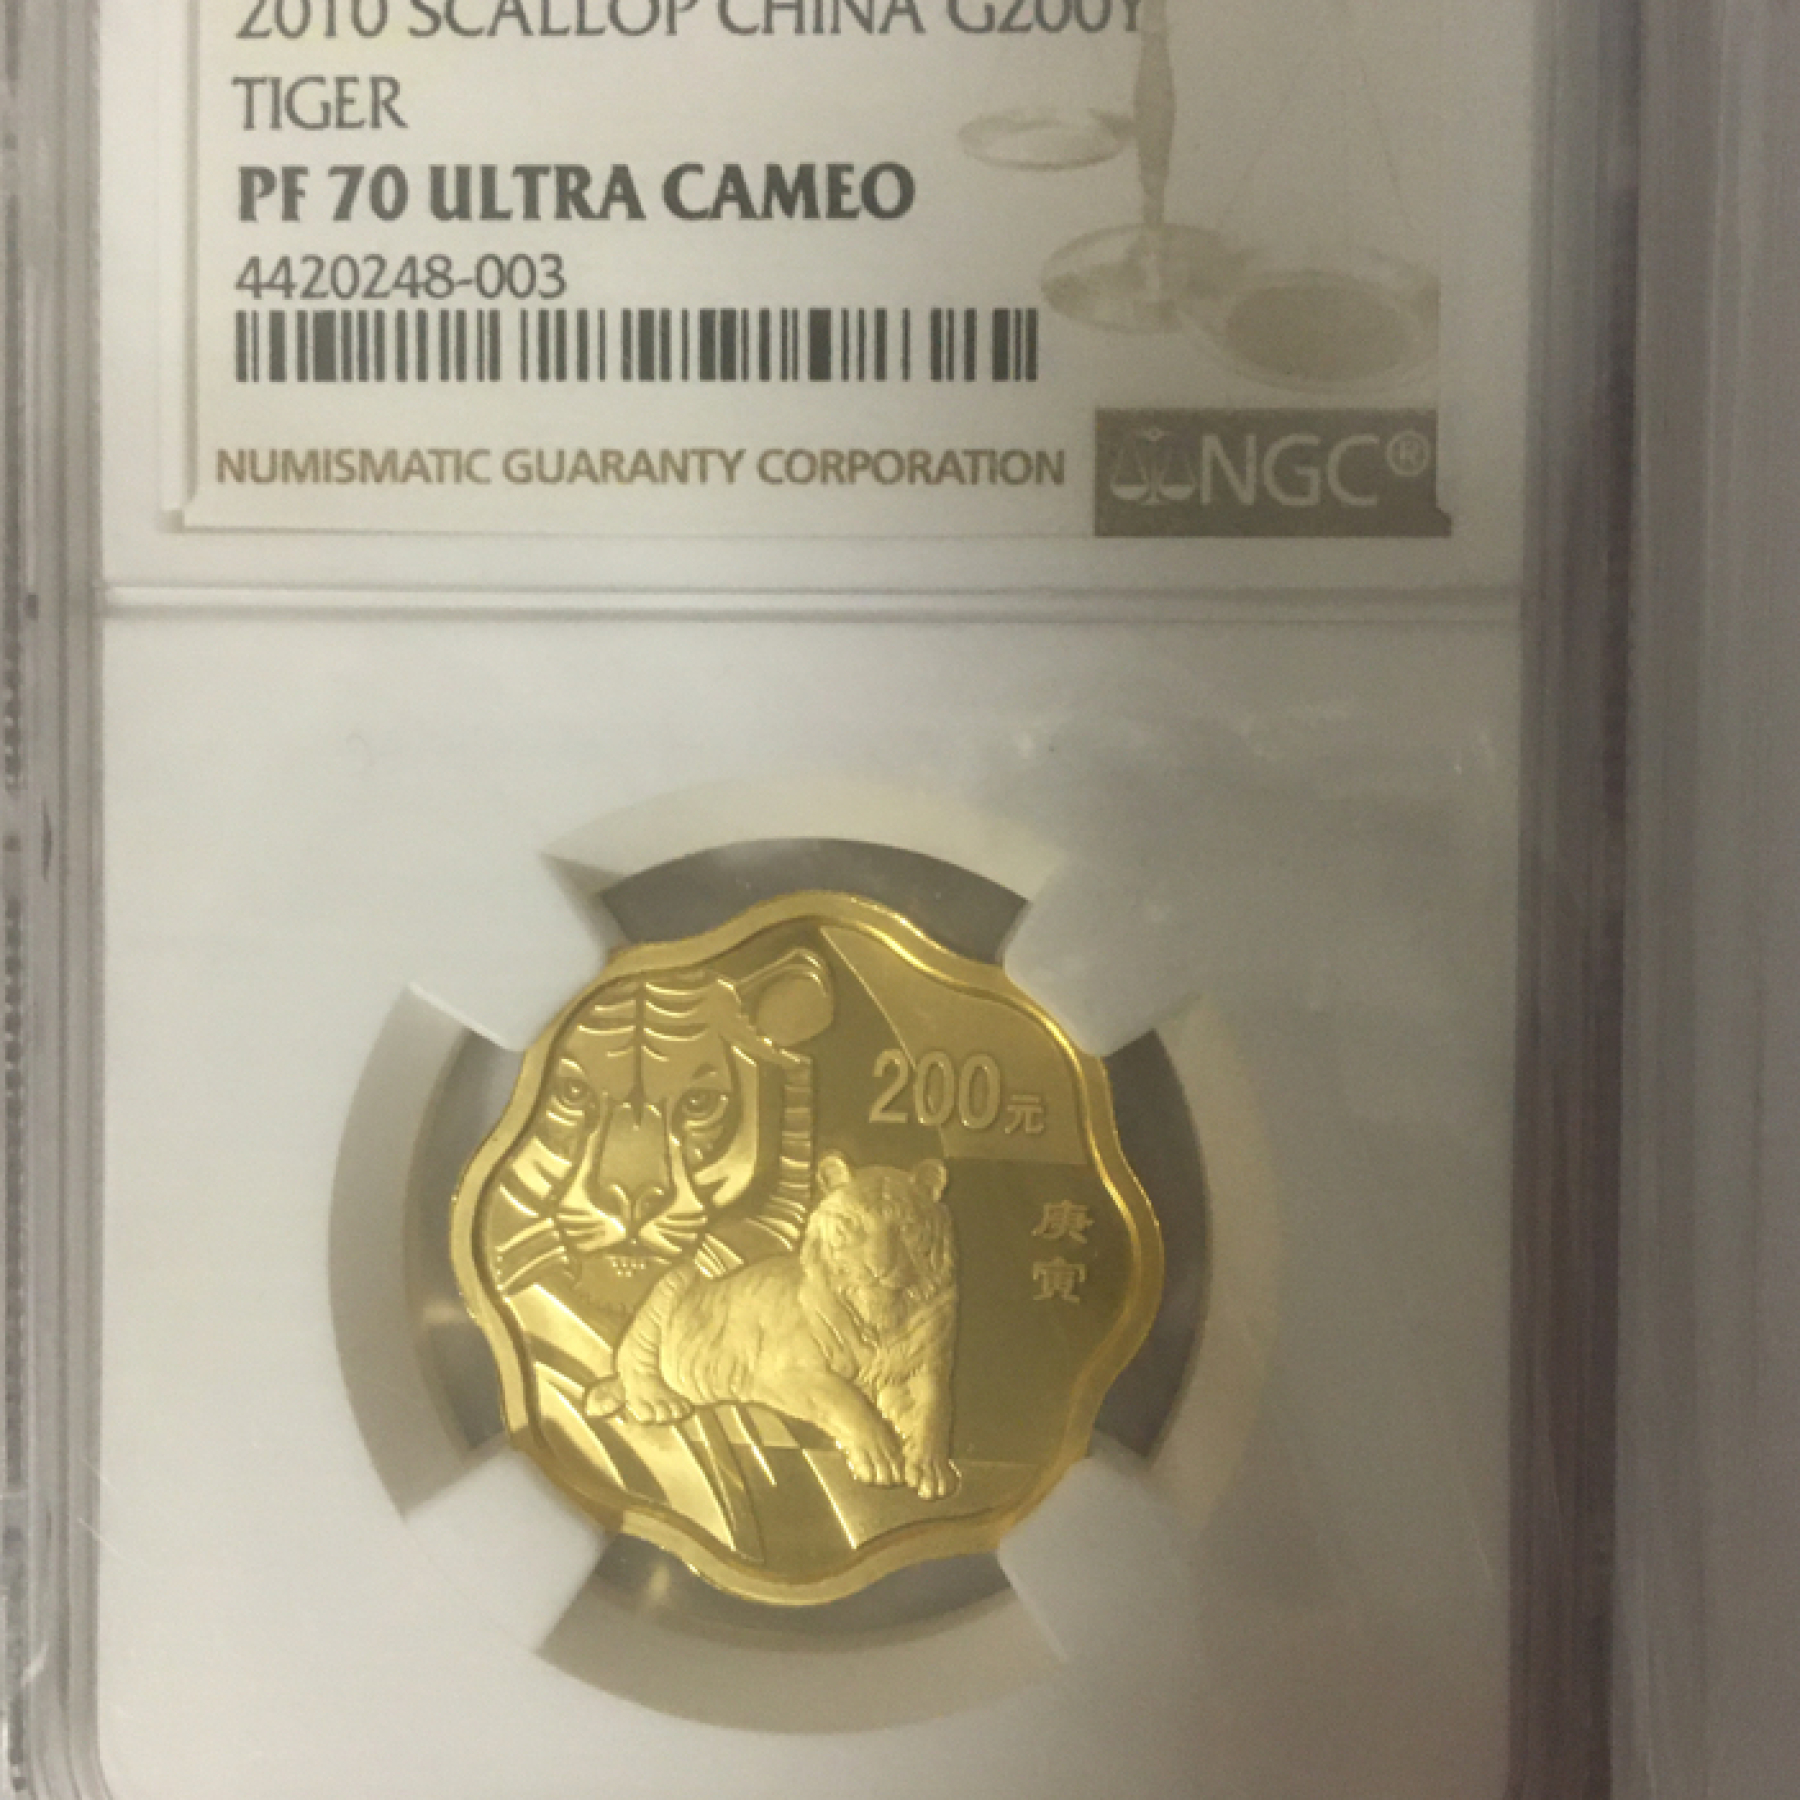 2010 SCALLOP CHINA G200Y
TIGER
PF 70 ULTRA CAMEO
4420248-003
NUMISMATIC GUARANTY CORPORATION
NGC®
200元
庚
寅